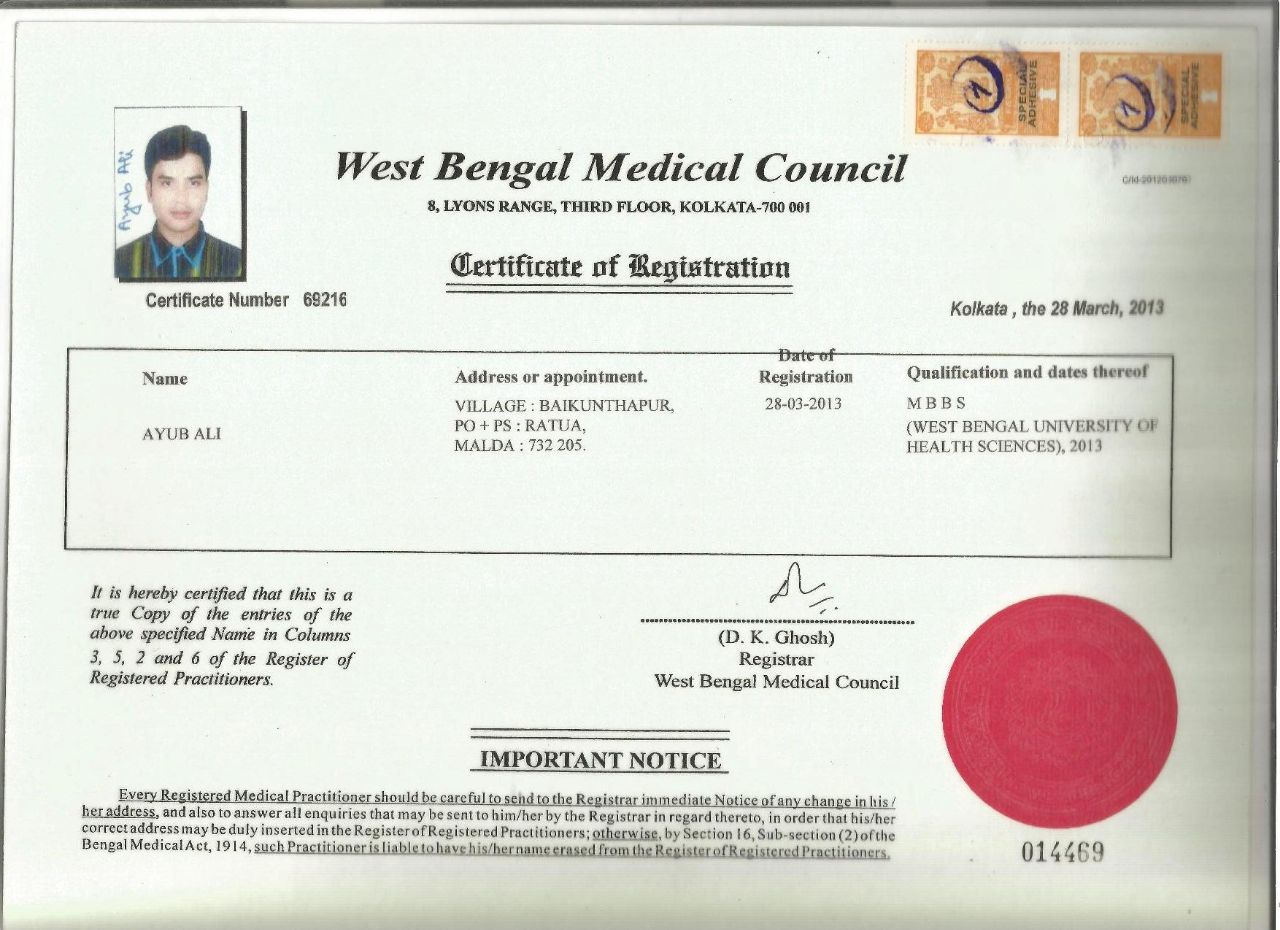 SPECIAL ADHESIVE
SPECIAL ADHESIVE
Ayub Ali
West Bengal Medical Council
8, LYONS RANGE, THIRD FLOOR, KOLKATA-700 001
Certificate of Registration
Certificate Number 69216
Kolkata , the 28 March, 2013
Name
Address or appointment.
Date of
Registration
Qualification and dates thereof
AYUB ALI
VILLAGE : BAIKUNTHAPUR,
PO + PS : RATUA,
MALDA : 732 205.
28-03-2013
M B B S
(WEST BENGAL UNIVERSITY OF
HEALTH SCIENCES), 2013
It is hereby certified that this is a
true Copy of the entries of the
above specified Name in Columns
3, 5, 2 and 6 of the Register of
Registered Practitioners.
(D. K. Ghosh)
Registrar
West Bengal Medical Council
IMPORTANT NOTICE
Every Registered Medical Practitioner should be careful to send to the Registrar immediate Notice of any change in his /
her address, and also to answer all enquiries that may be sent to him/her by the Registrar in regard thereto, in order that his/her
correct address may be duly inserted in the Register of Registered Practitioners; otherwise, by Section 16, Sub-section (2) of the
Bengal Medical Act, 1914, such Practitioner is liable to have his/her name erased from the Register of Registered Practitioners.
014469